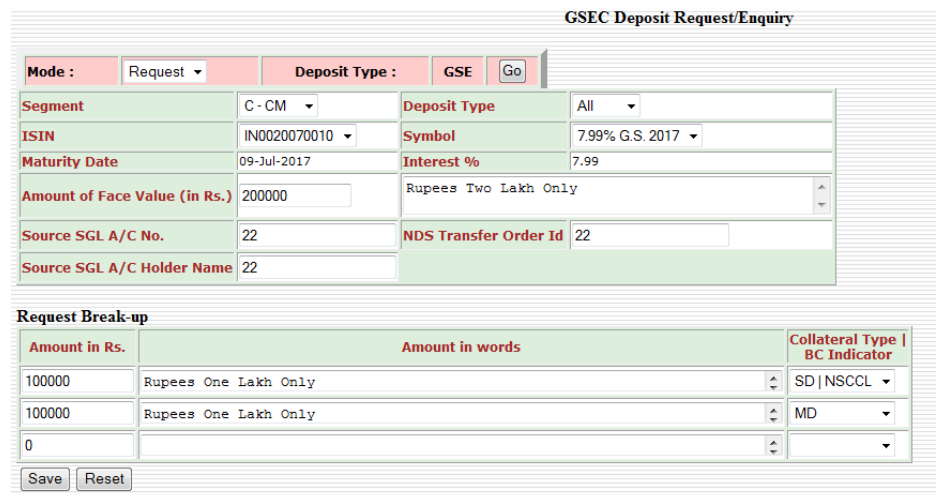 GSEC Deposit Request/Enquiry
Mode : Request Deposit Type : GSE Go
Segment C - CM Deposit Type All
ISIN IN0020070010 Symbol 7.99% G.S. 2017
Maturity Date 09-Jul-2017 Interest % 7.99
Amount of Face Value (in Rs.) 200000 Rupees Two Lakh Only
Source SGL A/C No. 22 NDS Transfer Order Id 22
Source SGL A/C Holder Name 22
Request Break-up
Amount in Rs. Amount in words Collateral Type |
BC Indicator
100000 Rupees One Lakh Only SD | NSCCL
100000 Rupees One Lakh Only MD
0
Save Reset